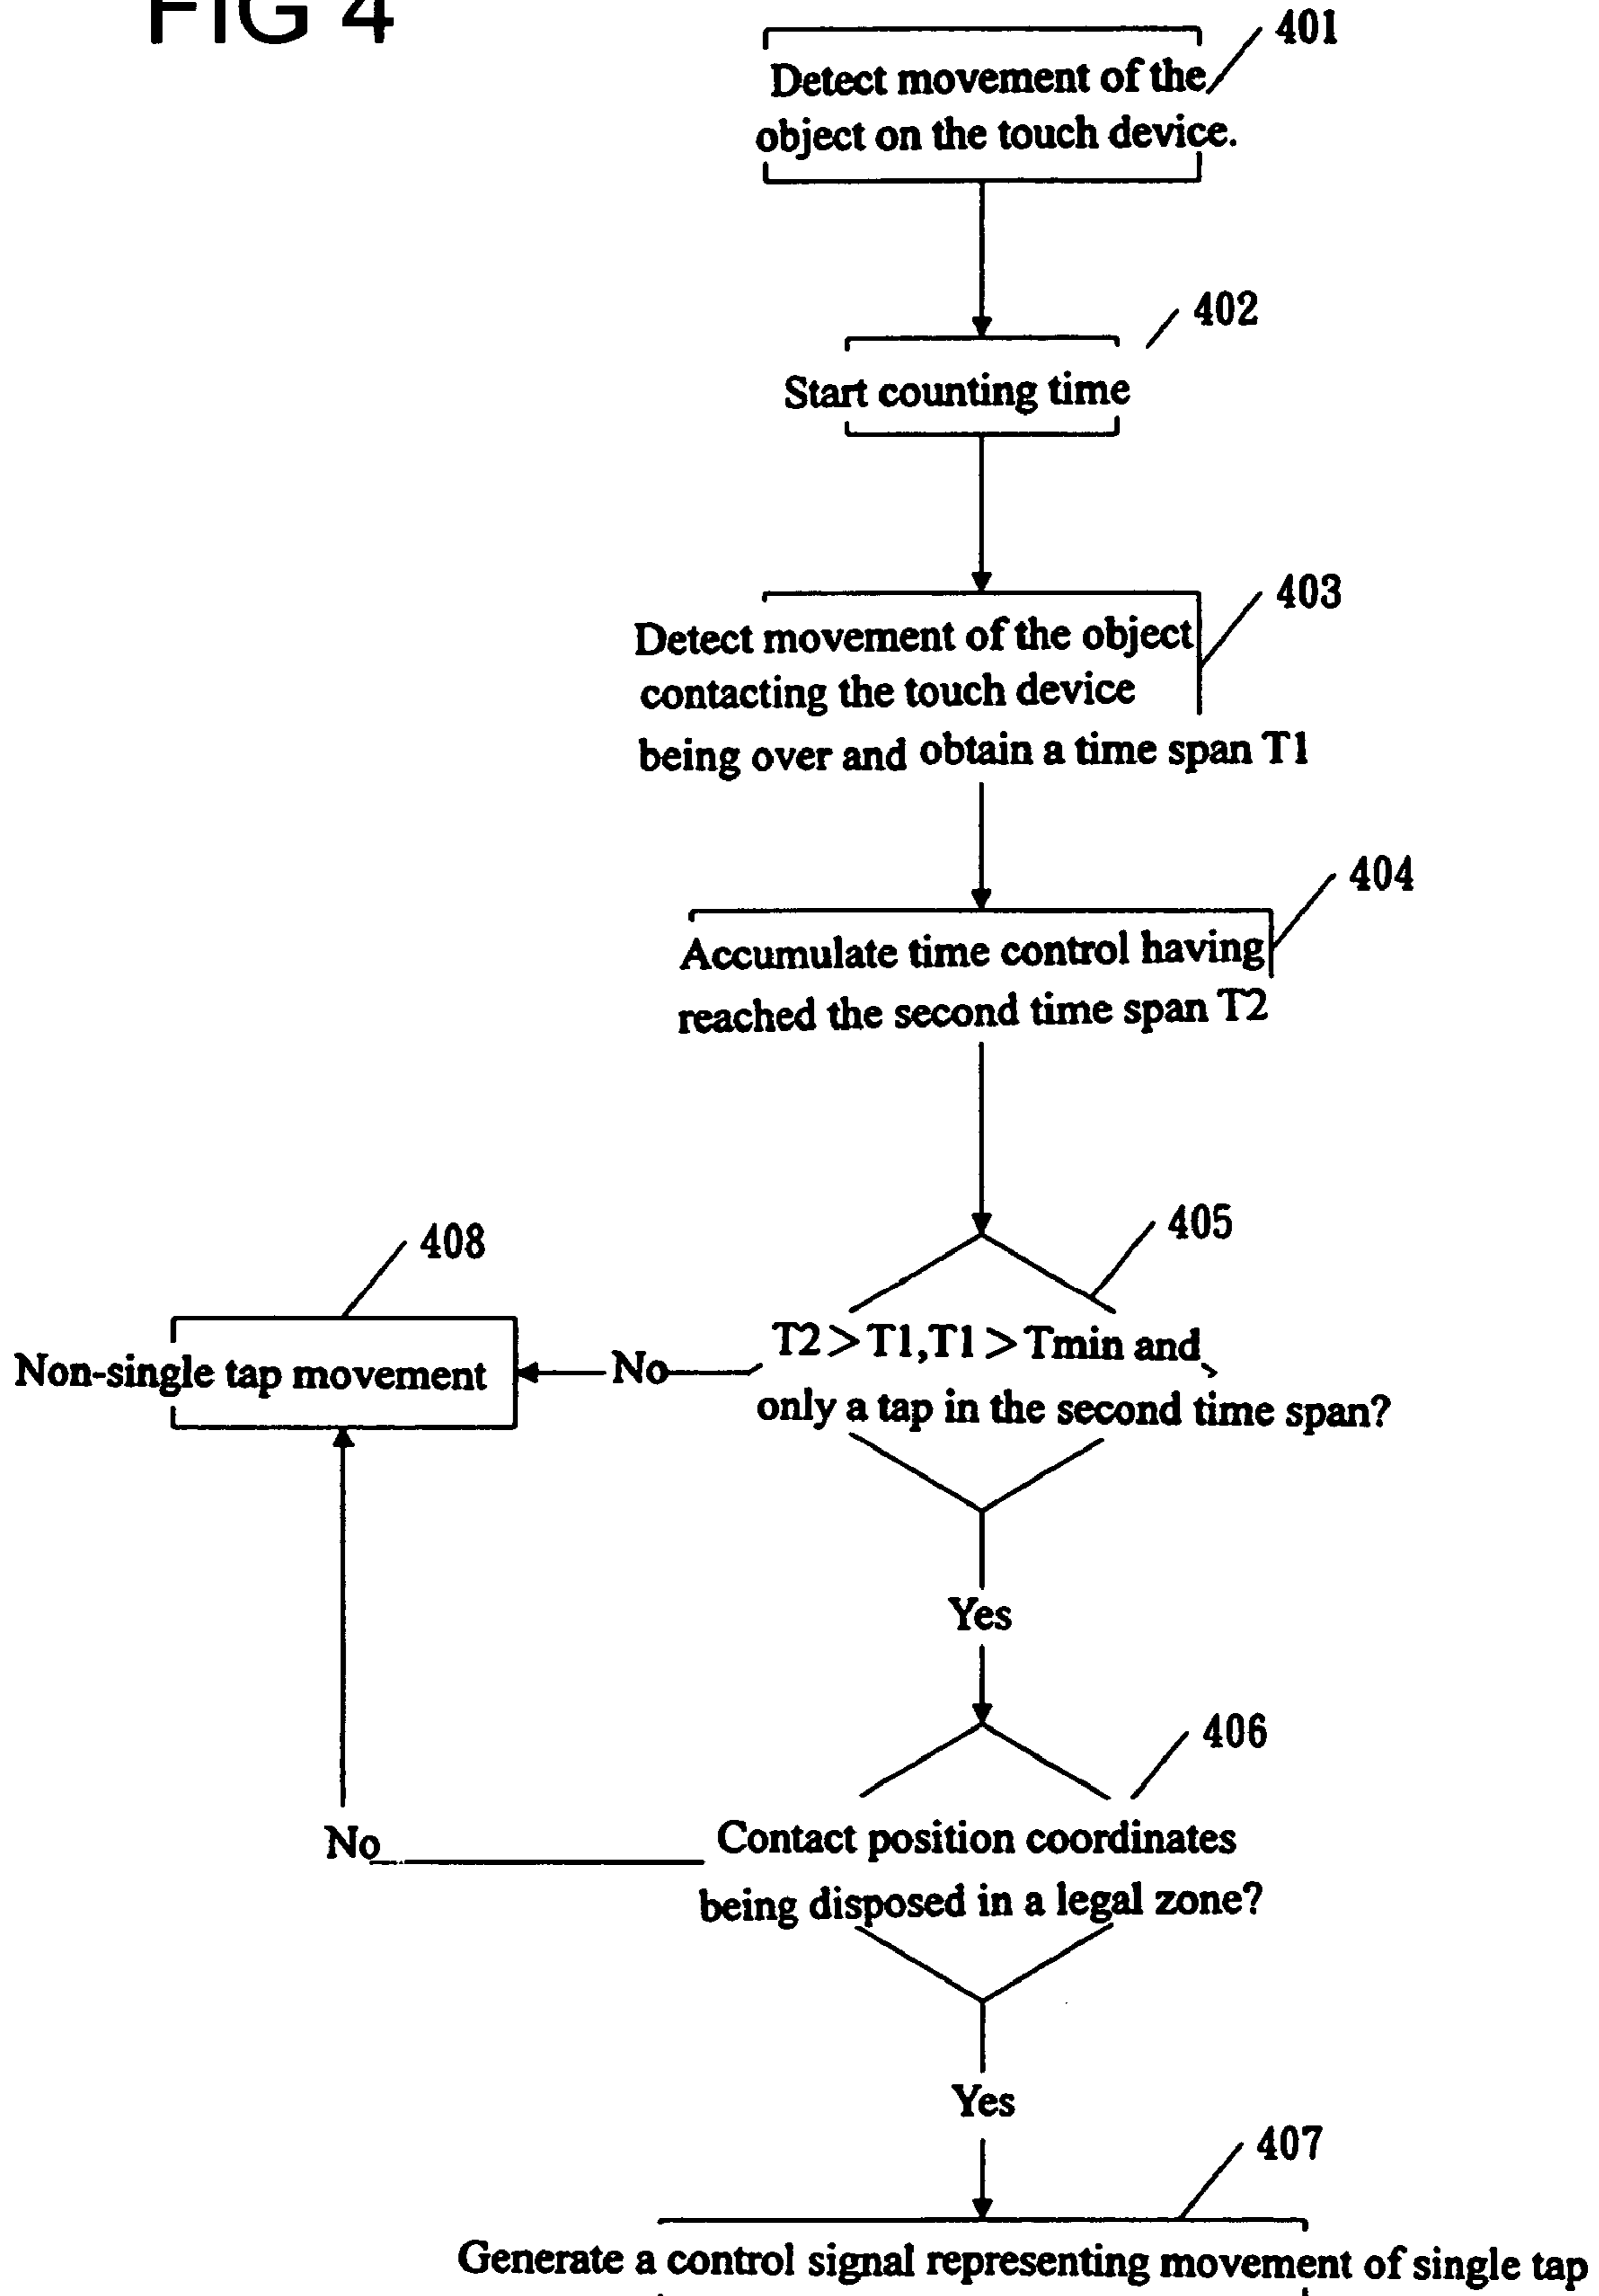 FIG 4
401
Detect movement of the
object on the touch device.
402
Start counting time
403
Detect movement of the object
contacting the touch device
being over and obtain a time span T1
404
Accumulate time control having
reached the second time span T2
405
408
T2>T1,T1>Tmin and
Non-single tap movement
No
only a tap in the second time span?
Yes
406
Contact position coordinates
No
being disposed in a legal zone?
Yes
407
Generate a control signal representing movement of single tap